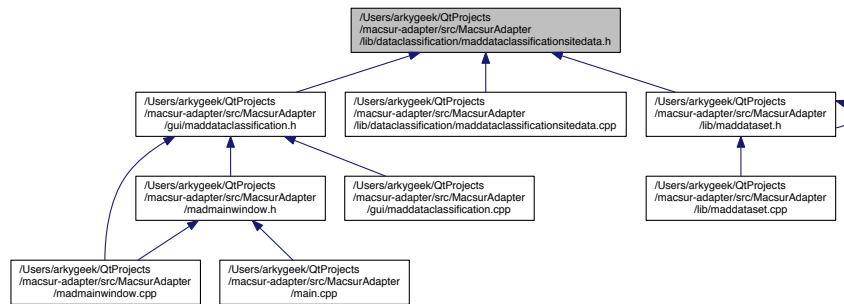 /Users/arkygeek/QtProjects
/macsur-adapter/src/MacsurAdapter
/lib/dataclassification/maddataclassificationsitedata.h
/Users/arkygeek/QtProjects
/macsur-adapter/src/MacsurAdapter
/gui/maddataclassification.h
/Users/arkygeek/QtProjects
/macsur-adapter/src/MacsurAdapter
/lib/dataclassification/maddataclassificationsitedata.cpp
/Users/arkygeek/QtProjects
/macsur-adapter/src/MacsurAdapter
/lib/maddataset.h
/Users/arkygeek/QtProjects
/macsur-adapter/src/MacsurAdapter
/madmainwindow.h
/Users/arkygeek/QtProjects
/macsur-adapter/src/MacsurAdapter
/gui/maddataclassification.cpp
/Users/arkygeek/QtProjects
/macsur-adapter/src/MacsurAdapter
/lib/maddataset.cpp
/Users/arkygeek/QtProjects
/macsur-adapter/src/MacsurAdapter
/madmainwindow.cpp
/Users/arkygeek/QtProjects
/macsur-adapter/src/MacsurAdapter
/main.cpp